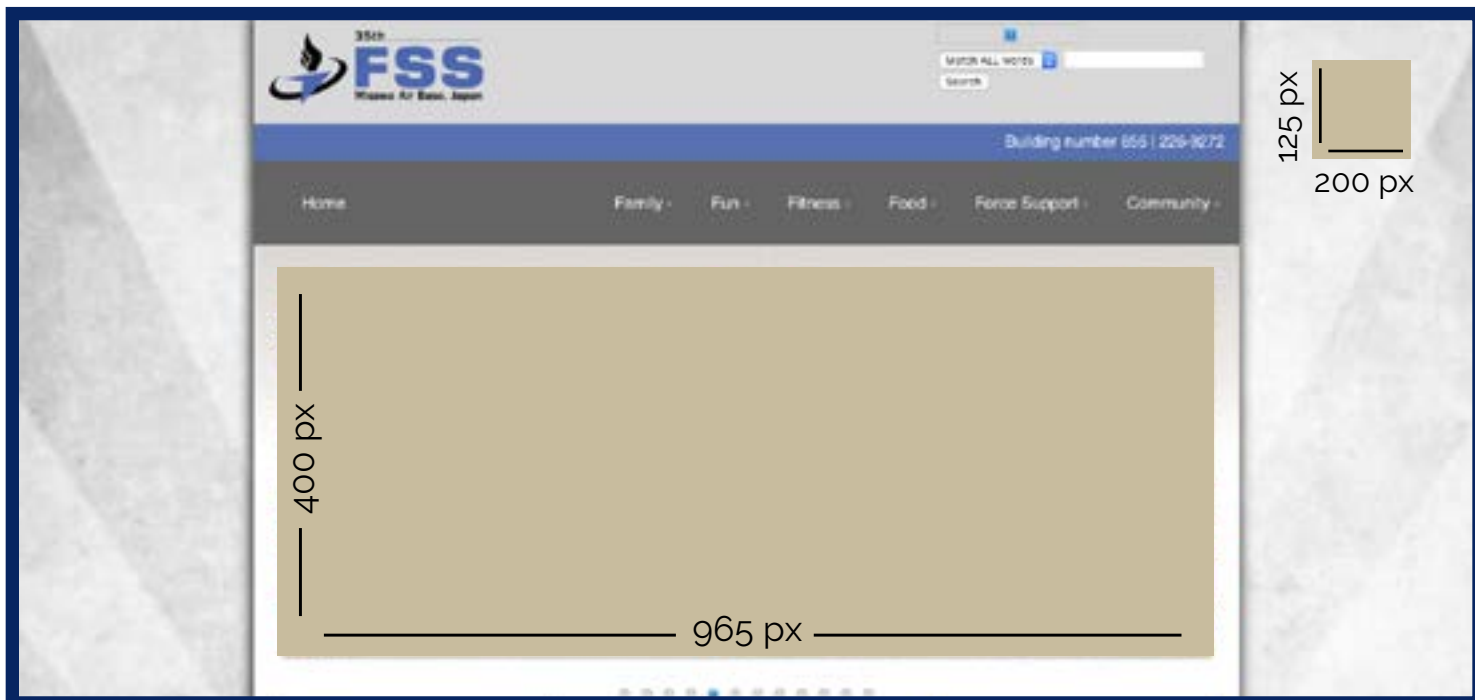 35th
FSS
Misawa Air Base, Japan
Match ALL words
Search
Building number 655 | 226-9272
Home
Family
Fun
Fitness
Food
Force Support
Community
400 px
965 px
125 px
200 px